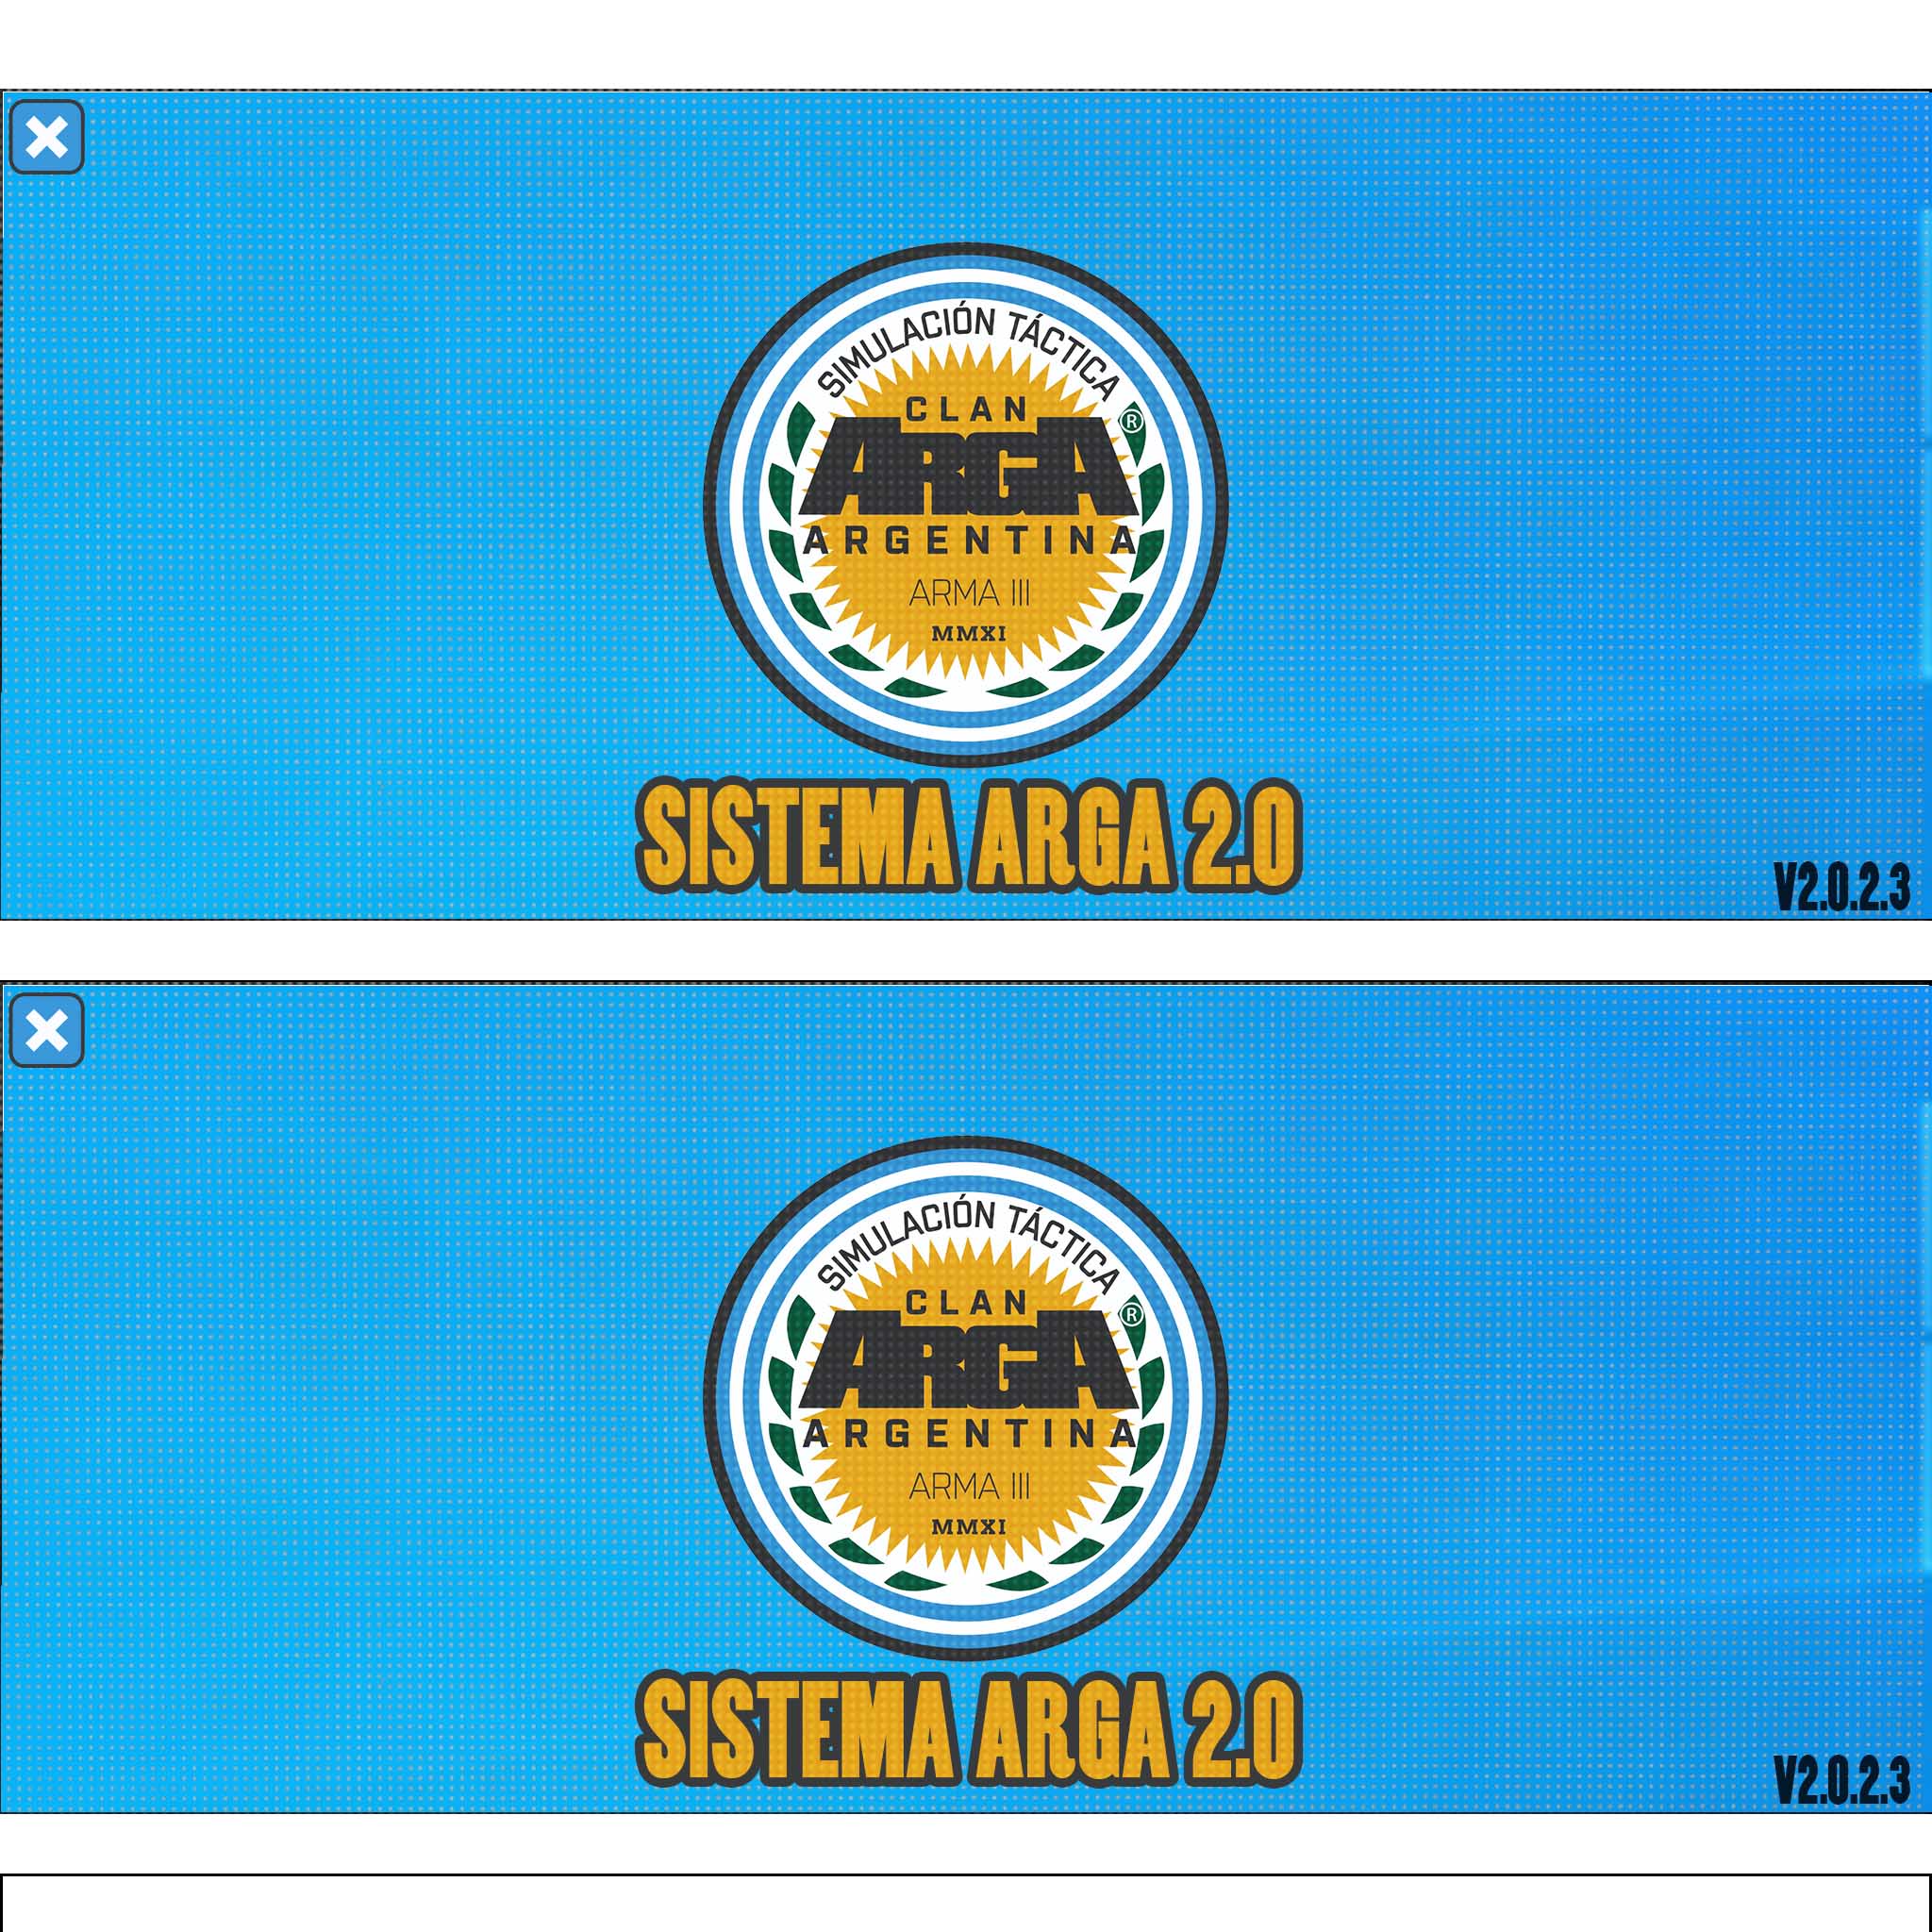 SIMULACIÓN TÁCTICA
CLAN
ARGA
®
ARGENTINA
ARMA III
MMXI
SISTEMA ARGA 2.0
V2.0.2.3
SIMULACIÓN TÁCTICA
CLAN
ARGA
®
ARGENTINA
ARMA III
MMXI
SISTEMA ARGA 2.0
V2.0.2.3